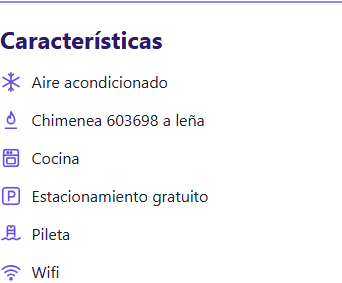 Características
Aire acondicionado
Chimenea 603698 a leña
Cocina
Estacionamiento gratuito
Pileta
Wifi